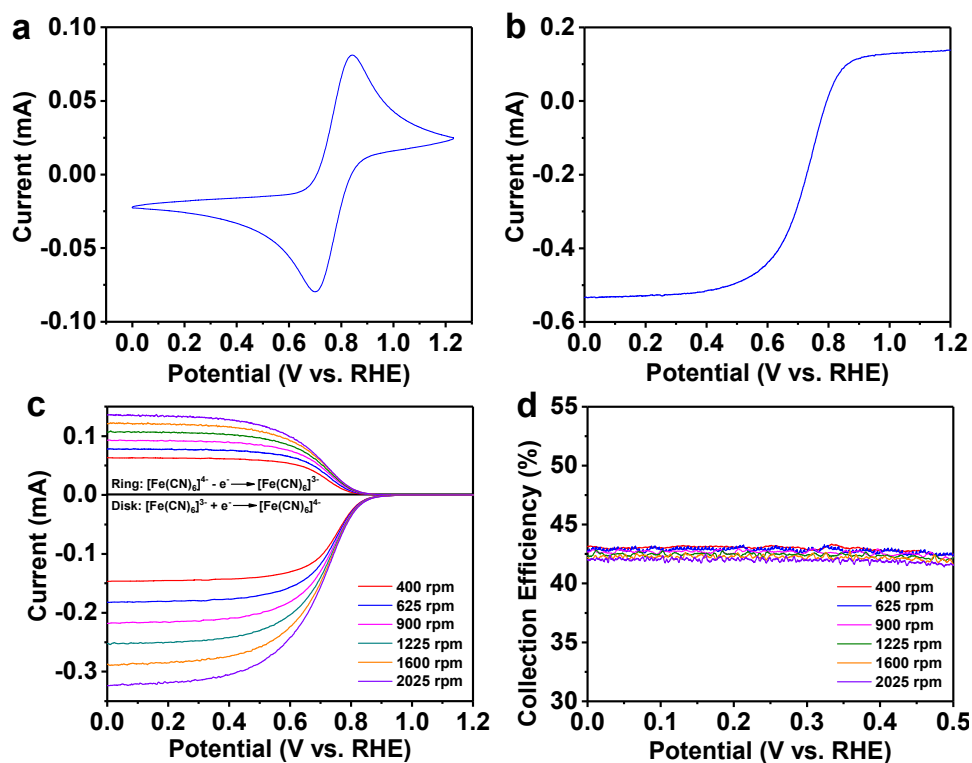 a
0.10
0.05
0.00
-0.05
-0.10
Current (mA)
0.0 0.2 0.4 0.6 0.8 1.0 1.2
Potential (V vs. RHE)
b
0.2
0.0
-0.2
-0.4
-0.6
Current (mA)
0.0 0.2 0.4 0.6 0.8 1.0 1.2
Potential (V vs. RHE)
c
0.1
0.0
-0.1
-0.2
-0.3
Current (mA)
Ring: [Fe(CN)₆]⁴⁻ - e⁻ ⟶ [Fe(CN)₆]³⁻
Disk: [Fe(CN)₆]³⁻ + e⁻ ⟶ [Fe(CN)₆]⁴⁻
400 rpm
625 rpm
900 rpm
1225 rpm
1600 rpm
2025 rpm
0.0 0.2 0.4 0.6 0.8 1.0 1.2
Potential (V vs. RHE)
d
55
50
45
40
35
30
Collection Efficiency (%)
400 rpm
625 rpm
900 rpm
1225 rpm
1600 rpm
2025 rpm
0.0 0.1 0.2 0.3 0.4 0.5
Potential (V vs. RHE)